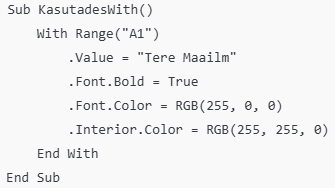 Sub KasutadesWith()
    With Range("A1")
        .Value = "Tere Maailm"
        .Font.Bold = True
        .Font.Color = RGB(255, 0, 0)
        .Interior.Color = RGB(255, 255, 0)
    End With
End Sub